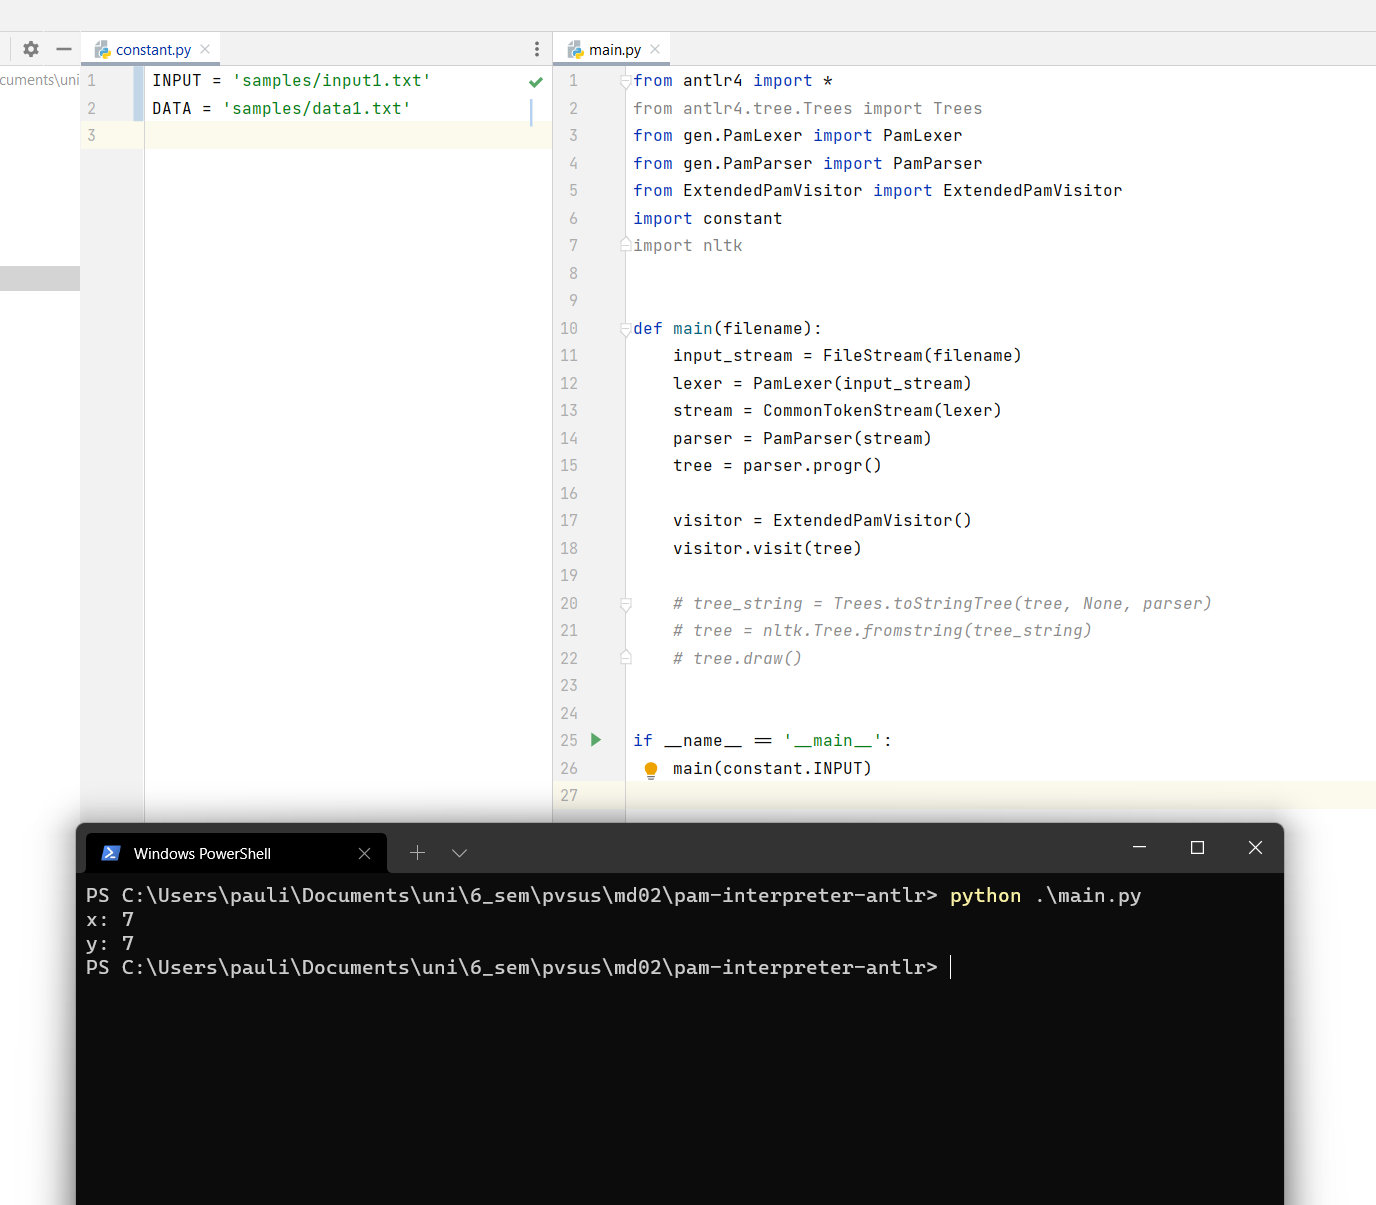 constant.py
main.py
cuments\uni
1 INPUT = 'samples/input1.txt'
2 DATA = 'samples/data1.txt'
3
1 from antlr4 import *
2 from antlr4.tree.Trees import Trees
3 from gen.PamLexer import PamLexer
4 from gen.PamParser import PamParser
5 from ExtendedPamVisitor import ExtendedPamVisitor
6 import constant
7 import nltk
8
9
10 def main(filename):
11 input_stream = FileStream(filename)
12 lexer = PamLexer(input_stream)
13 stream = CommonTokenStream(lexer)
14 parser = PamParser(stream)
15 tree = parser.progr()
16
17 visitor = ExtendedPamVisitor()
18 visitor.visit(tree)
19
20 # tree_string = Trees.toStringTree(tree, None, parser)
21 # tree = nltk.Tree.fromstring(tree_string)
22 # tree.draw()
23
24
25 if __name__ == '__main__':
26 main(constant.INPUT)
27
Windows PowerShell
PS C:\Users\pauli\Documents\uni\6_sem\pvsus\md02\pam-interpreter-antlr> python .\main.py
x: 7
y: 7
PS C:\Users\pauli\Documents\uni\6_sem\pvsus\md02\pam-interpreter-antlr>